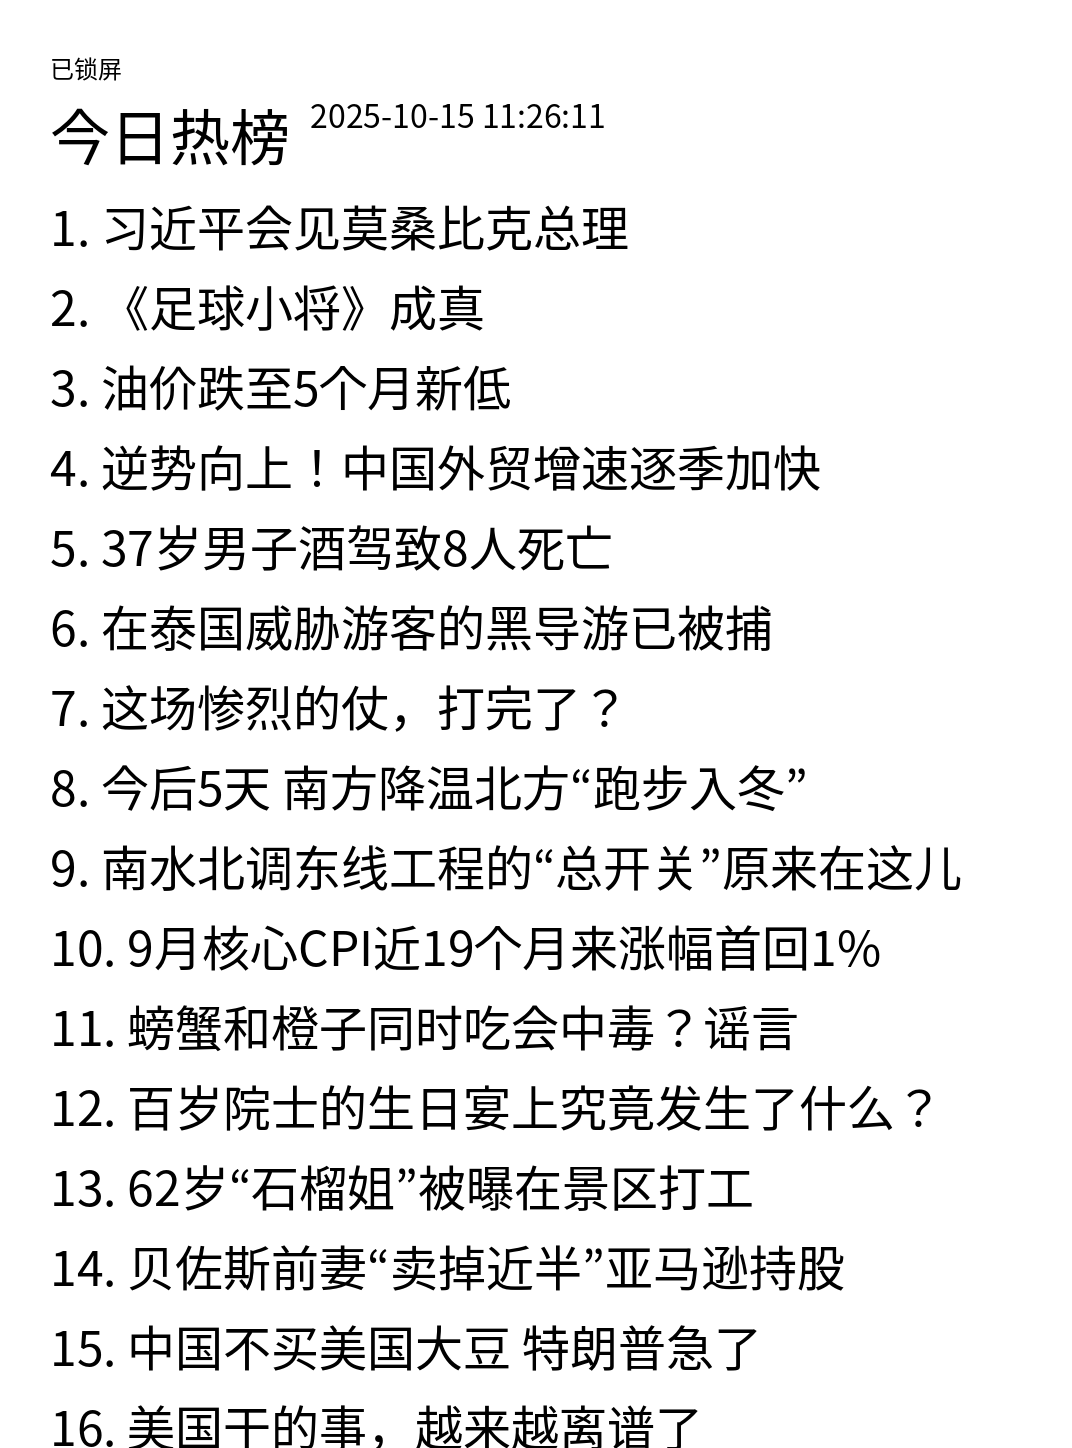 已锁屏
今日热榜 2025-10-15 11:26:11
1. 习近平会见莫桑比克总理
2. 《足球小将》成真
3. 油价跌至5个月新低
4. 逆势向上！中国外贸增速逐季加快
5. 37岁男子酒驾致8人死亡
6. 在泰国威胁游客的黑导游已被捕
7. 这场惨烈的仗，打完了？
8. 今后5天 南方降温北方“跑步入冬”
9. 南水北调东线工程的“总开关”原来在这儿
10. 9月核心CPI近19个月来涨幅首回1%
11. 螃蟹和橙子同时吃会中毒？谣言
12. 百岁院士的生日宴上究竟发生了什么？
13. 62岁“石榴姐”被曝在景区打工
14. 贝佐斯前妻“卖掉近半”亚马逊持股
15. 中国不买美国大豆 特朗普急了
16. 美国干的事，越来越离谱了